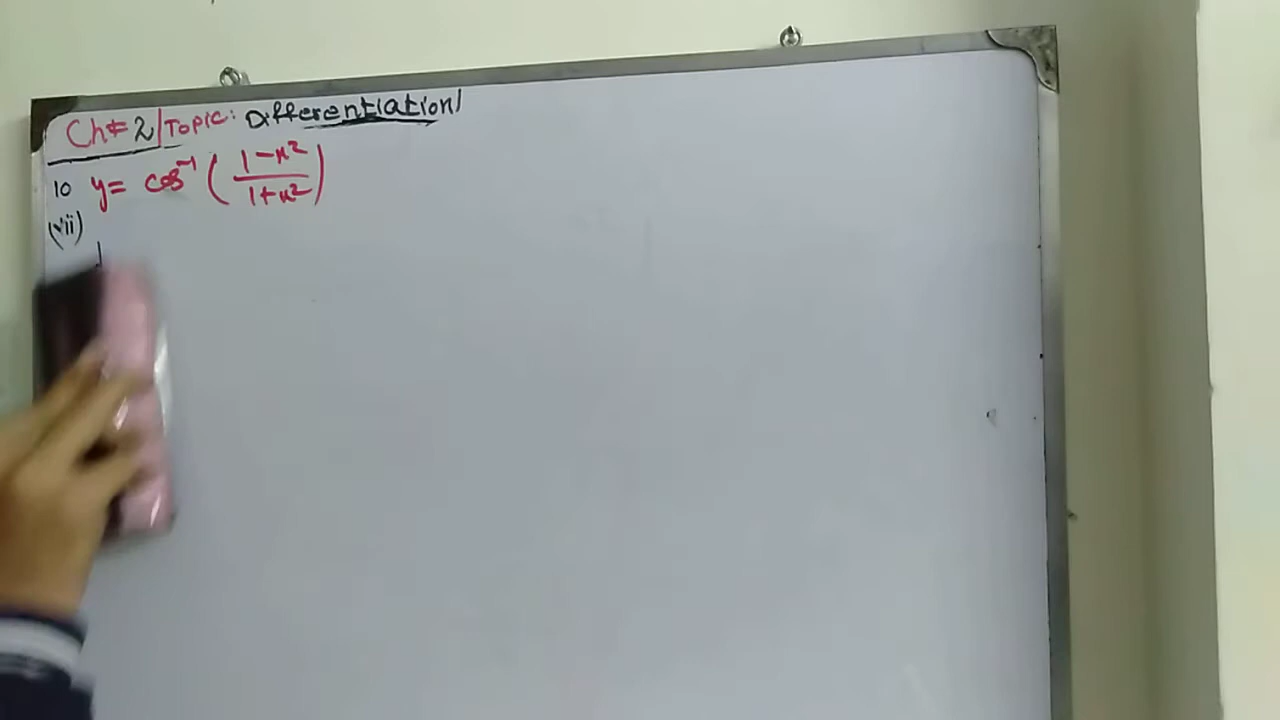 Ch# 2 | Topic: Differentiation|
10 y = cos⁻¹ ( (1-x²)/(1+x²) )
(vii)